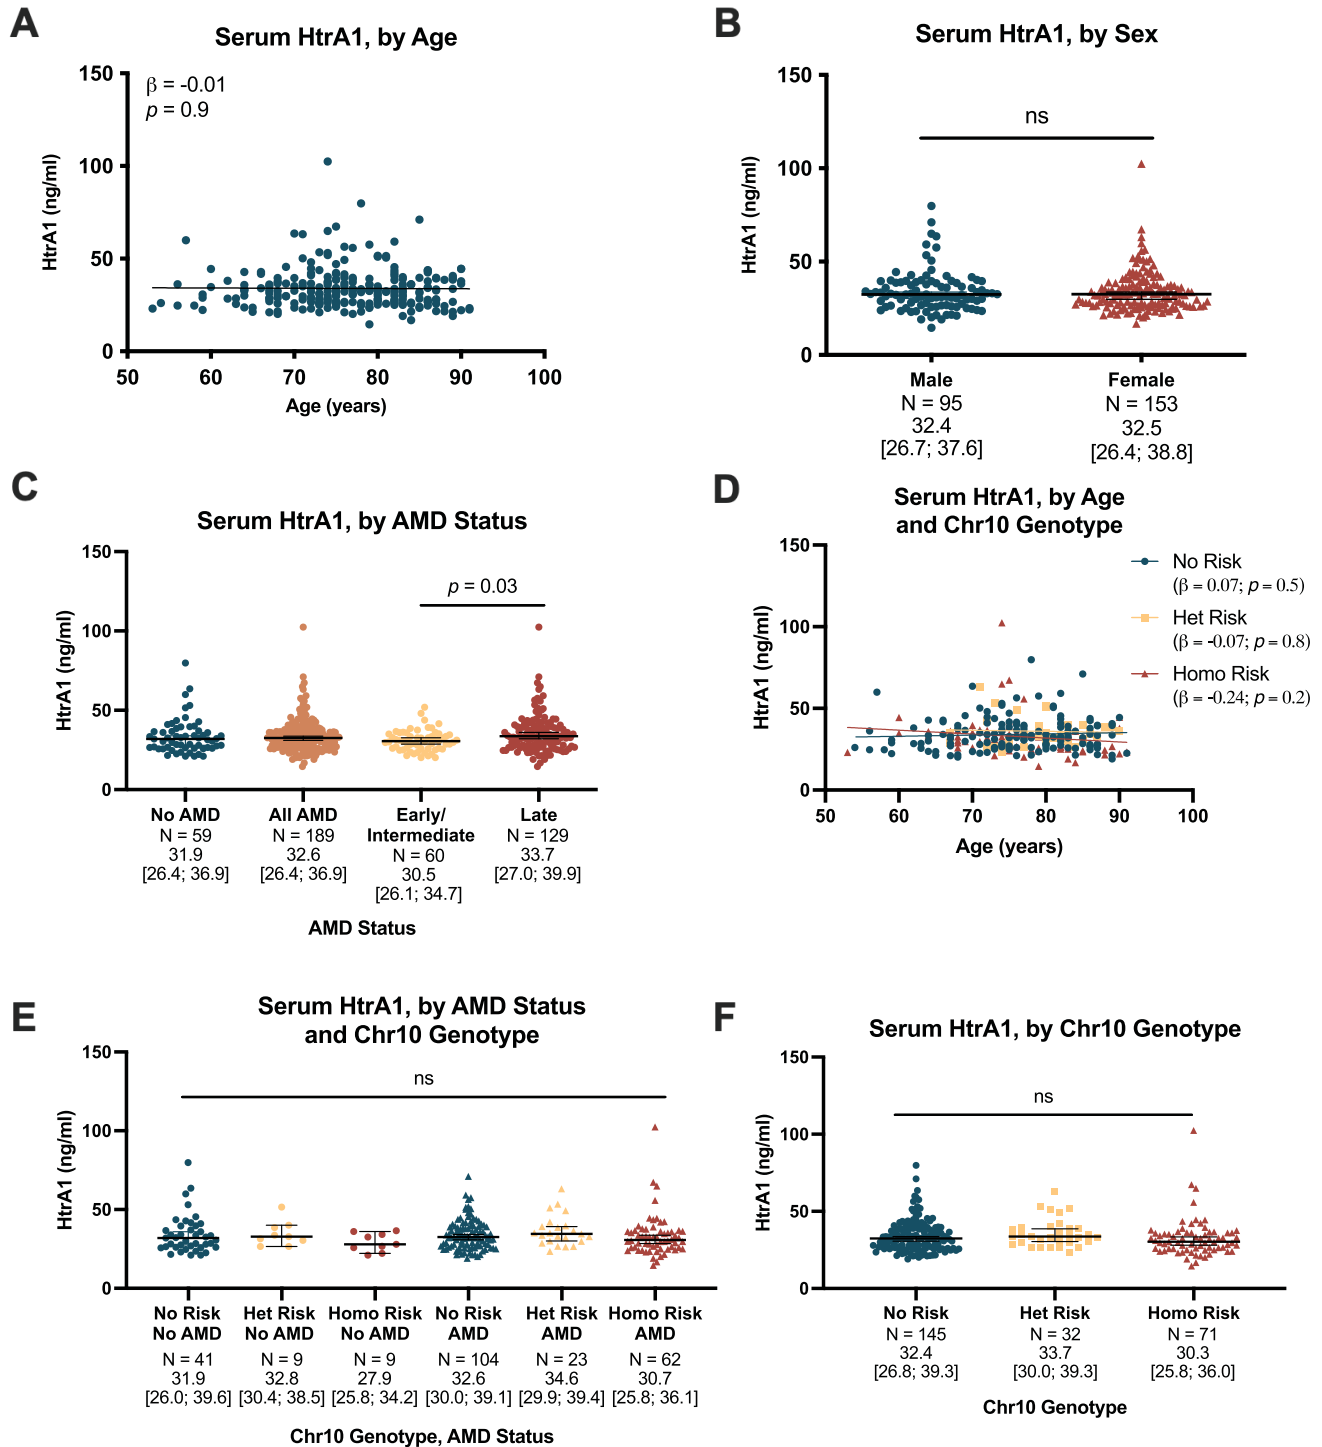 A
Serum HtrA1, by Age
β = -0.01
p = 0.9
HtrA1 (ng/ml)
150
100
50
0
50 60 70 80 90 100
Age (years)
B
Serum HtrA1, by Sex
ns
HtrA1 (ng/ml)
150
100
50
0
Male Female
N = 95 N = 153
32.4 32.5
[26.7; 37.6] [26.4; 38.8]
C
Serum HtrA1, by AMD Status
p = 0.03
HtrA1 (ng/ml)
150
100
50
0
No AMD
N = 59
31.9
[26.4; 36.9]
All AMD
N = 189
32.6
[26.4; 36.9]
Early/
Intermediate
N = 60
30.5
[26.1; 34.7]
Late
N = 129
33.7
[27.0; 39.9]
AMD Status
D
Serum HtrA1, by Age
and Chr10 Genotype
HtrA1 (ng/ml)
150
100
50
0
50 60 70 80 90 100
Age (years)
No Risk
(β = 0.07; p = 0.5)
Het Risk
(β = -0.07; p = 0.8)
Homo Risk
(β = -0.24; p = 0.2)
E
Serum HtrA1, by AMD Status
and Chr10 Genotype
ns
HtrA1 (ng/ml)
150
100
50
0
No Risk Het Risk Homo Risk No Risk Het Risk Homo Risk
No AMD No AMD No AMD AMD AMD AMD
N = 41 N = 9 N = 9 N = 104 N = 23 N = 62
31.9 32.8 27.9 32.6 34.6 30.7
[26.0; 39.6] [30.4; 38.5] [25.8; 34.2] [30.0; 39.1] [29.9; 39.4] [25.8; 36.1]
Chr10 Genotype, AMD Status
F
Serum HtrA1, by Chr10 Genotype
ns
HtrA1 (ng/ml)
150
100
50
0
No Risk Het Risk Homo Risk
N = 145 N = 32 N = 71
32.4 33.7 30.3
[26.8; 39.3] [30.0; 39.3] [25.8; 36.0]
Chr10 Genotype